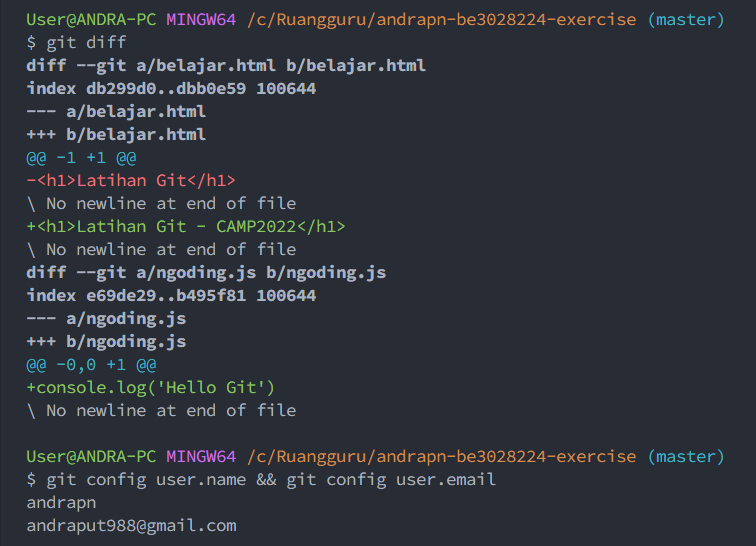 User@ANDRA-PC MINGW64 /c/Ruangguru/andrapn-be3028224-exercise (master)
$ git diff
diff --git a/belajar.html b/belajar.html
index db299d0..dbb0e59 100644
--- a/belajar.html
+++ b/belajar.html
@@ -1 +1 @@
-<h1>Latihan Git</h1>
\ No newline at end of file
+<h1>Latihan Git - CAMP2022</h1>
\ No newline at end of file
diff --git a/ngoding.js b/ngoding.js
index e69de29..b495f81 100644
--- a/ngoding.js
+++ b/ngoding.js
@@ -0,0 +1 @@
+console.log('Hello Git')
\ No newline at end of file
User@ANDRA-PC MINGW64 /c/Ruangguru/andrapn-be3028224-exercise (master)
$ git config user.name && git config user.email
andrapn
andraput988@gmail.com